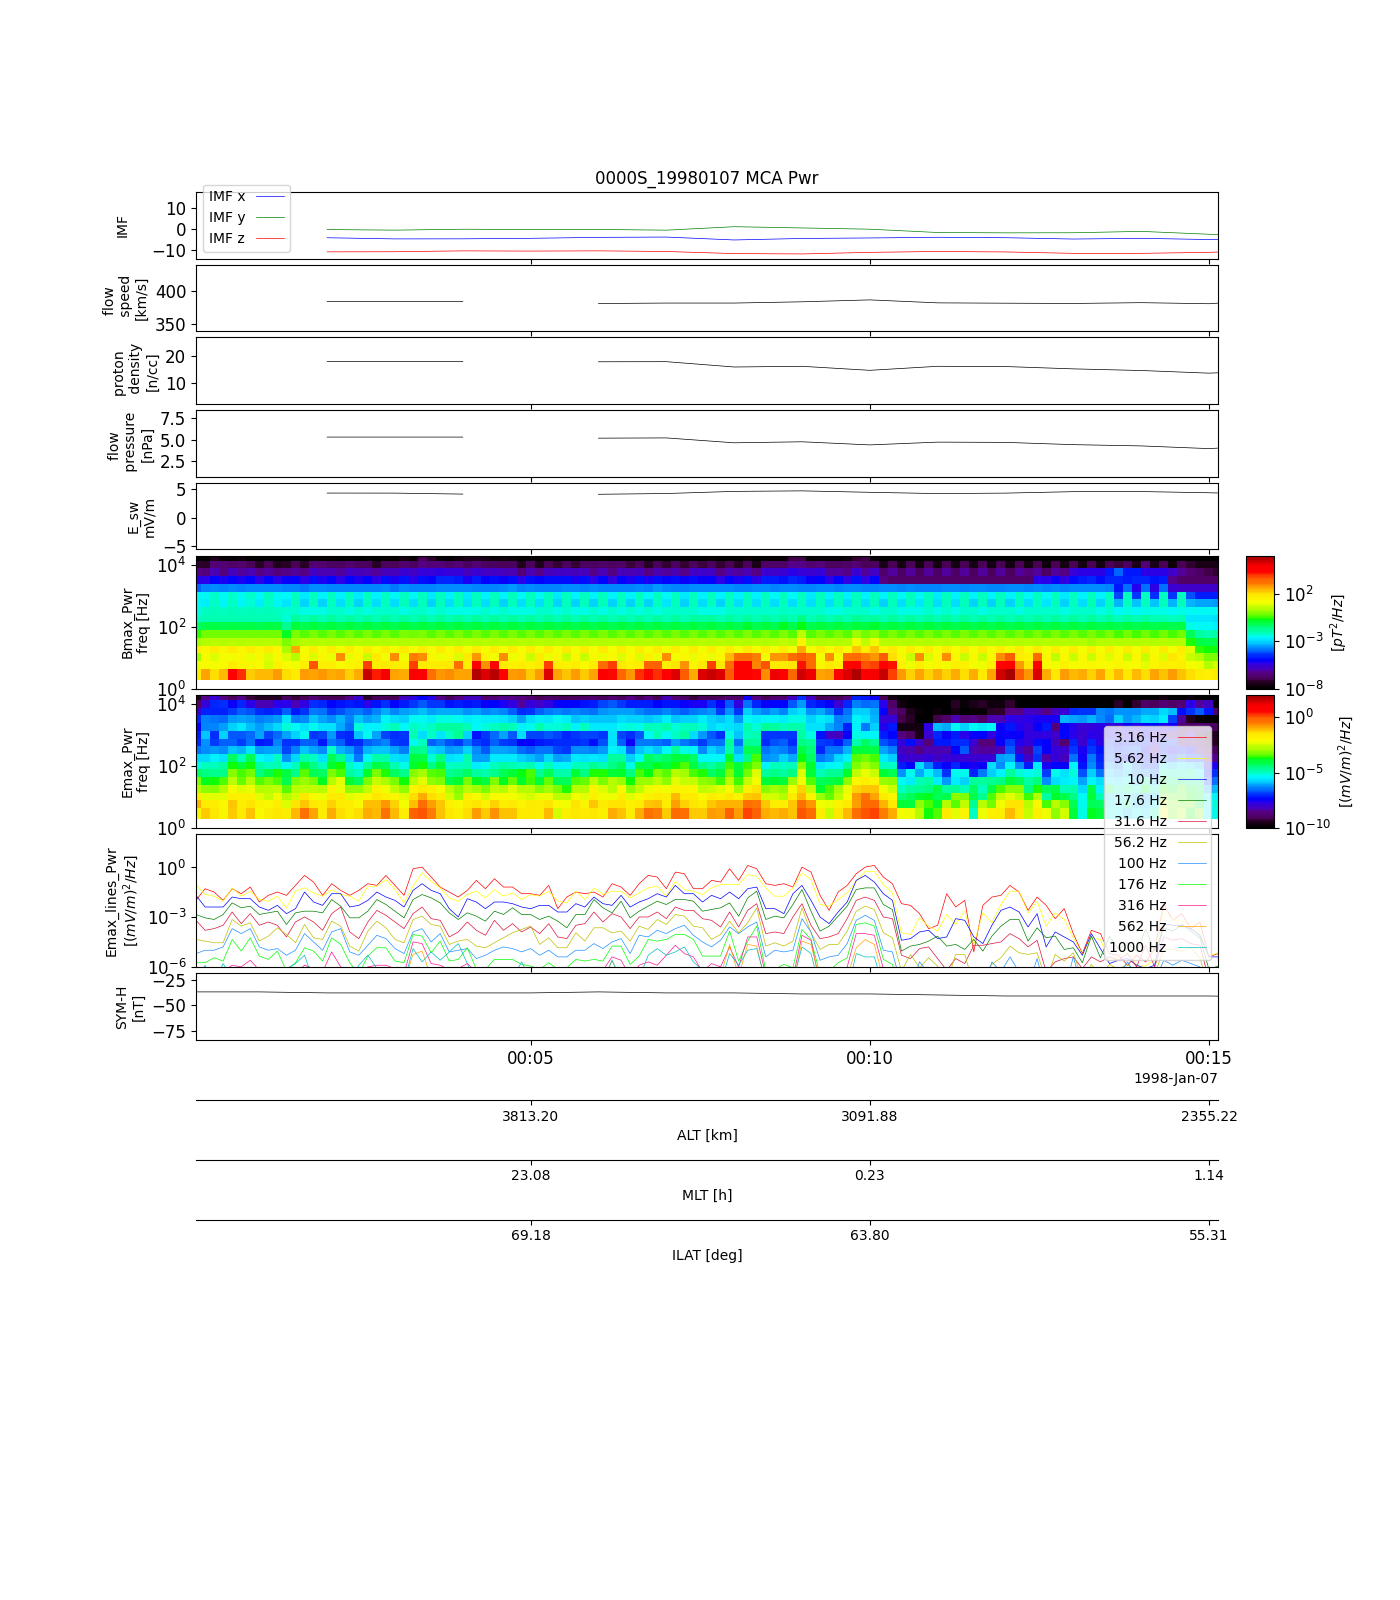 0000S_19980107 MCA Pwr
IMF x
IMF y
IMF z
IMF
10
0
−10
flow
speed
[km/s]
400
350
proton
density
[n/cc]
20
10
flow
pressure
[nPa]
7.5
5.0
2.5
E_sw
mV/m
5
0
−5
Bmax_Pwr
freq [Hz]
10^4
10^2
10^0
10^2
10^−3
10^−8
[pT^2/Hz]
Emax_Pwr
freq [Hz]
10^4
10^2
10^0
10^0
10^−5
10^−10
[(mV/m)^2/Hz]
3.16 Hz
5.62 Hz
10 Hz
17.6 Hz
31.6 Hz
56.2 Hz
100 Hz
176 Hz
316 Hz
562 Hz
1000 Hz
Emax_lines_Pwr
[(mV/m)^2/Hz]
10^0
10^−3
10^−6
SYM-H
[nT]
−25
−50
−75
00:05 00:10 00:15
1998-Jan-07
3813.20 3091.88 2355.22
ALT [km]
23.08 0.23 1.14
MLT [h]
69.18 63.80 55.31
ILAT [deg]